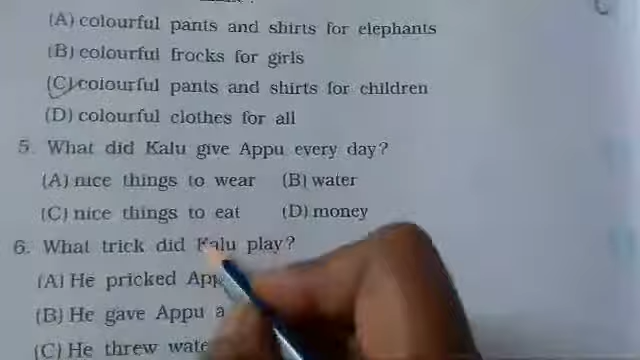 (A) colourful pants and shirts for elephants
(B) colourful frocks for girls
(C) colourful pants and shirts for children
(D) colourful clothes for all
5. What did Kalu give Appu every day?
(A) nice things to wear (B) water
(C) nice things to eat (D) money
6. What trick did Kalu play?
(A) He pricked
(B) He gave Appu a
(C) He threw